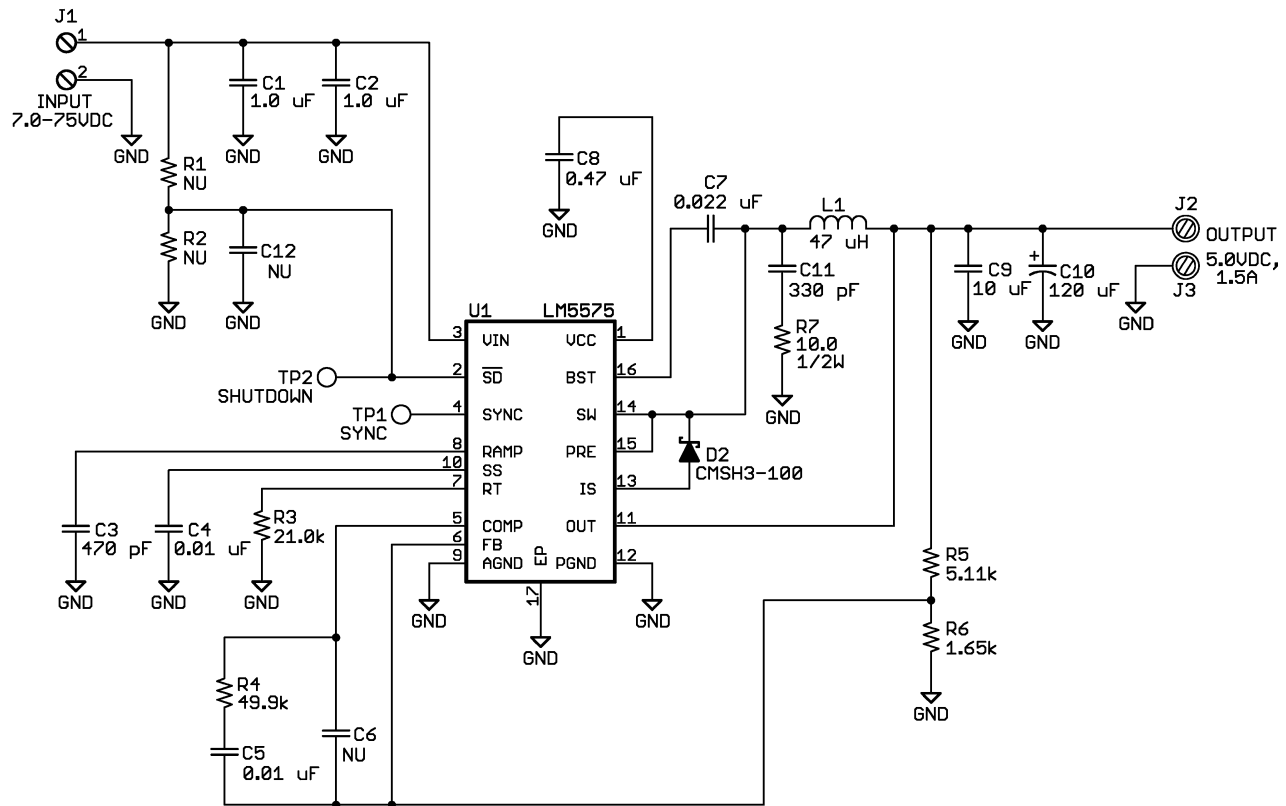 J1
1
2
INPUT
7.0-75VDC
GND
C1
1.0 uF
GND
C2
1.0 uF
GND
R1
NU
R2
NU
GND
C12
NU
GND
C8
0.47 uF
GND
C7
0.022 uF
L1
47 uH
C11
330 pF
R7
10.0
1/2W
GND
C9
10 uF
GND
C10
+
120 uF
GND
J2
OUTPUT
5.0VDC,
1.5A
J3
GND
U1
LM5575
3
VIN
VCC
1
2
SD
BST
16
4
SYNC
SW
14
8
RAMP
PRE
15
10
SS
7
RT
IS
13
5
COMP
OUT
11
6
FB
9
AGND
EP
PGND
12
17
TP2
SHUTDOWN
TP1
SYNC
D2
CMSH3-100
C3
470 pF
GND
C4
0.01 uF
GND
R3
21.0k
GND
GND
GND
GND
R5
5.11k
R6
1.65k
GND
R4
49.9k
C5
0.01 uF
C6
NU